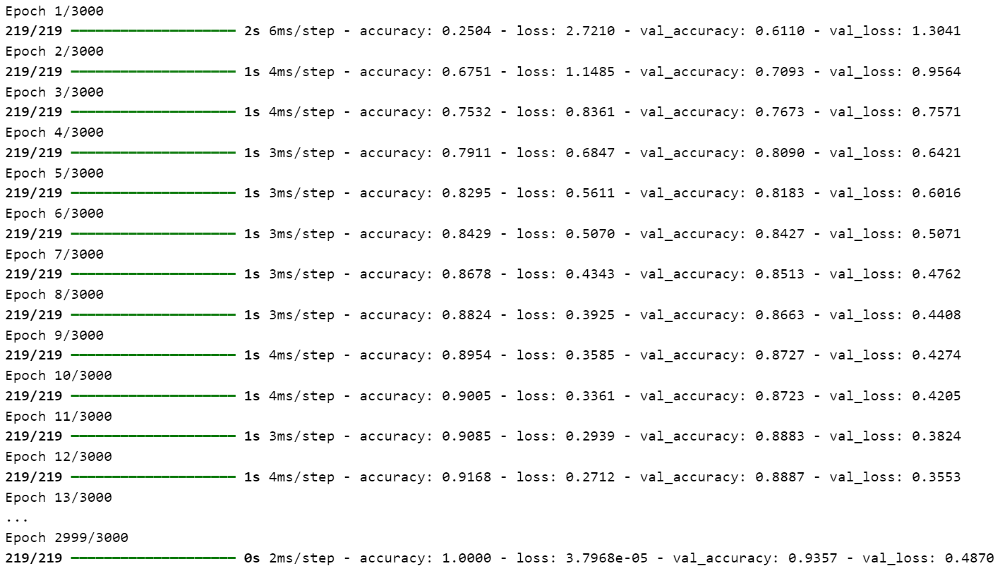 Epoch 1/3000
219/219 ━━━━━━━━━━━━━━━━━━━━ 2s 6ms/step - accuracy: 0.2504 - loss: 2.7210 - val_accuracy: 0.6110 - val_loss: 1.3041
Epoch 2/3000
219/219 ━━━━━━━━━━━━━━━━━━━━ 1s 4ms/step - accuracy: 0.6751 - loss: 1.1485 - val_accuracy: 0.7093 - val_loss: 0.9564
Epoch 3/3000
219/219 ━━━━━━━━━━━━━━━━━━━━ 1s 4ms/step - accuracy: 0.7532 - loss: 0.8361 - val_accuracy: 0.7673 - val_loss: 0.7571
Epoch 4/3000
219/219 ━━━━━━━━━━━━━━━━━━━━ 1s 3ms/step - accuracy: 0.7911 - loss: 0.6847 - val_accuracy: 0.8090 - val_loss: 0.6421
Epoch 5/3000
219/219 ━━━━━━━━━━━━━━━━━━━━ 1s 3ms/step - accuracy: 0.8295 - loss: 0.5611 - val_accuracy: 0.8183 - val_loss: 0.6016
Epoch 6/3000
219/219 ━━━━━━━━━━━━━━━━━━━━ 1s 3ms/step - accuracy: 0.8429 - loss: 0.5070 - val_accuracy: 0.8427 - val_loss: 0.5071
Epoch 7/3000
219/219 ━━━━━━━━━━━━━━━━━━━━ 1s 3ms/step - accuracy: 0.8678 - loss: 0.4343 - val_accuracy: 0.8513 - val_loss: 0.4762
Epoch 8/3000
219/219 ━━━━━━━━━━━━━━━━━━━━ 1s 3ms/step - accuracy: 0.8824 - loss: 0.3925 - val_accuracy: 0.8663 - val_loss: 0.4408
Epoch 9/3000
219/219 ━━━━━━━━━━━━━━━━━━━━ 1s 4ms/step - accuracy: 0.8954 - loss: 0.3585 - val_accuracy: 0.8727 - val_loss: 0.4274
Epoch 10/3000
219/219 ━━━━━━━━━━━━━━━━━━━━ 1s 4ms/step - accuracy: 0.9005 - loss: 0.3361 - val_accuracy: 0.8723 - val_loss: 0.4205
Epoch 11/3000
219/219 ━━━━━━━━━━━━━━━━━━━━ 1s 3ms/step - accuracy: 0.9085 - loss: 0.2939 - val_accuracy: 0.8883 - val_loss: 0.3824
Epoch 12/3000
219/219 ━━━━━━━━━━━━━━━━━━━━ 1s 4ms/step - accuracy: 0.9168 - loss: 0.2712 - val_accuracy: 0.8887 - val_loss: 0.3553
Epoch 13/3000
...
Epoch 2999/3000
219/219 ━━━━━━━━━━━━━━━━━━━━ 0s 2ms/step - accuracy: 1.0000 - loss: 3.7968e-05 - val_accuracy: 0.9357 - val_loss: 0.4870